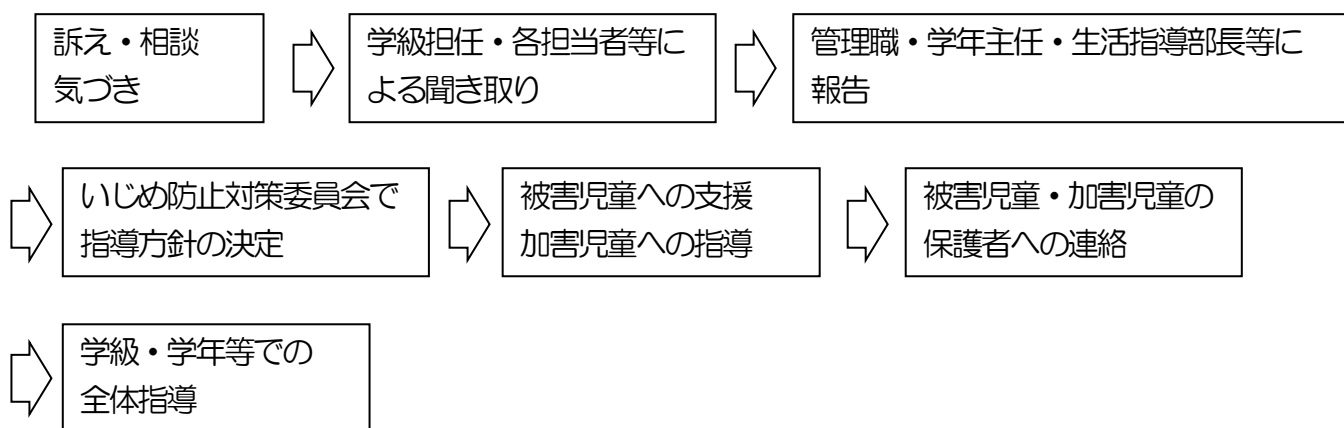 訴え・相談
気づき
学級担任・各担当者等に
よる聞き取り
管理職・学年主任・生活指導部長等に
報告
いじめ防止対策委員会で
指導方針の決定
被害児童への支援
加害児童への指導
被害児童・加害児童の
保護者への連絡
学級・学年等での
全体指導